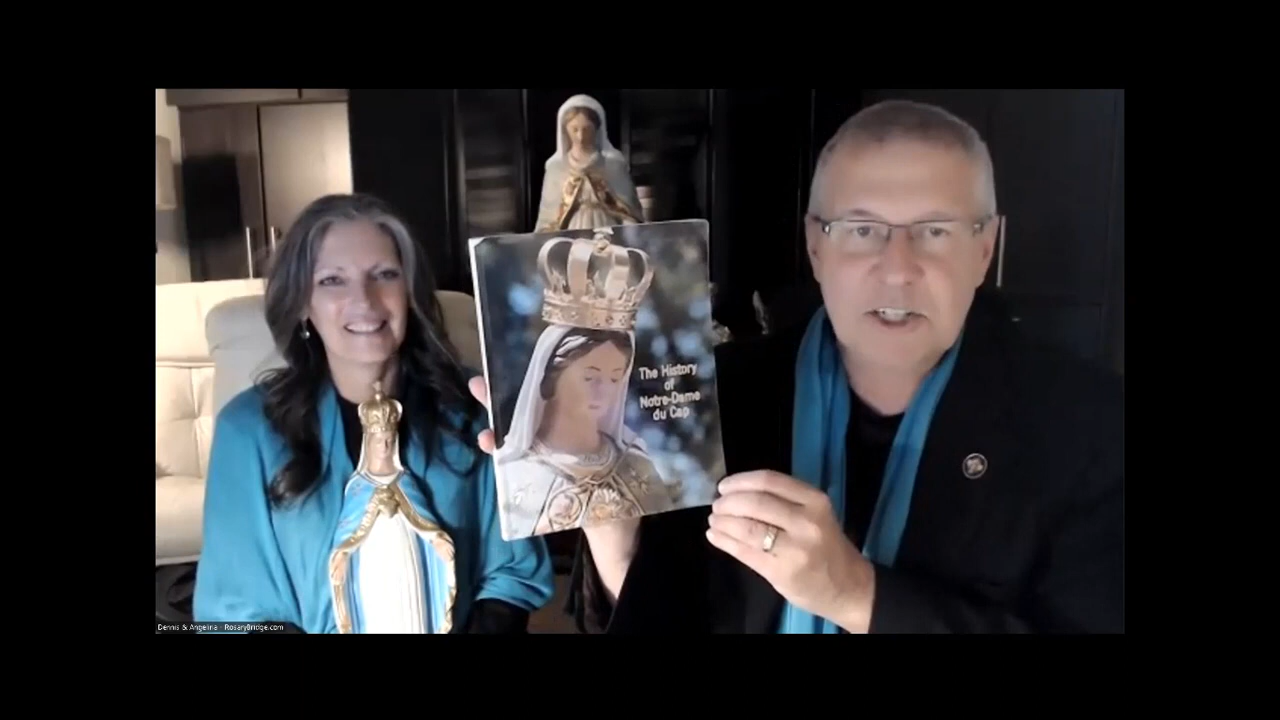 The History
of
Notre-Dame
du Cap
Dennis & Angelina - RosaryBridge.com